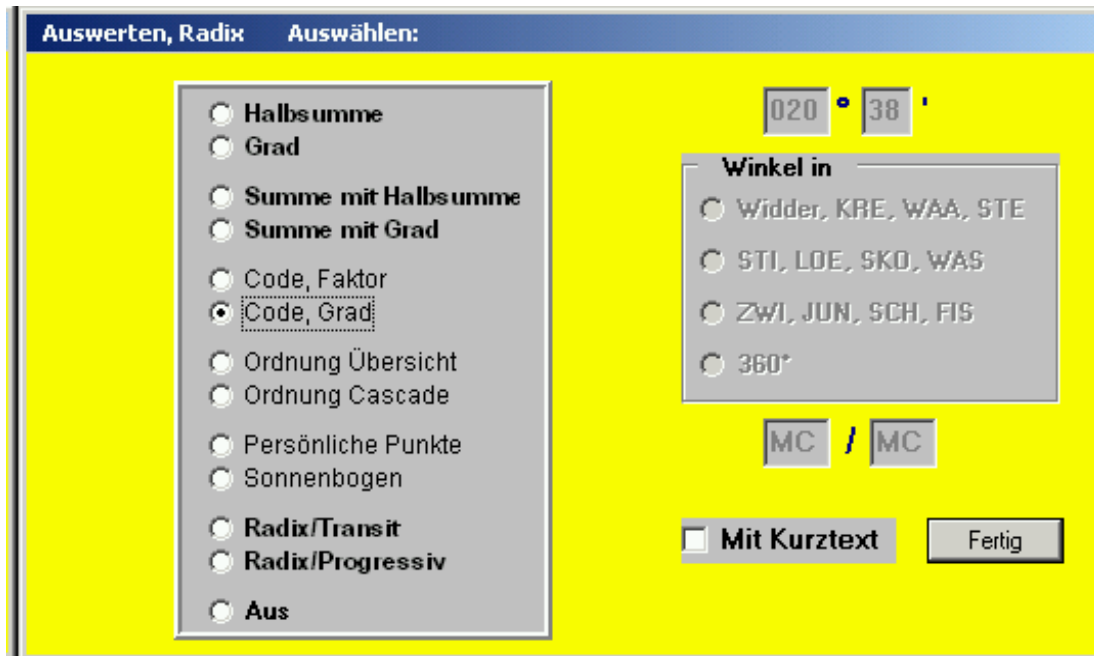 Auswerten, Radix Auswählen:
Halbsumme
Grad
Summe mit Halbsumme
Summe mit Grad
Code, Faktor
Code, Grad
Ordnung Übersicht
Ordnung Cascade
Persönliche Punkte
Sonnenbogen
Radix/Transit
Radix/Progressiv
Aus
020 ° 38 '
Winkel in
Widder, KRE, WAA, STE
STI, LOE, SKO, WAS
ZWI, JUN, SCH, FIS
360°
MC / MC
Mit Kurztext
Fertig